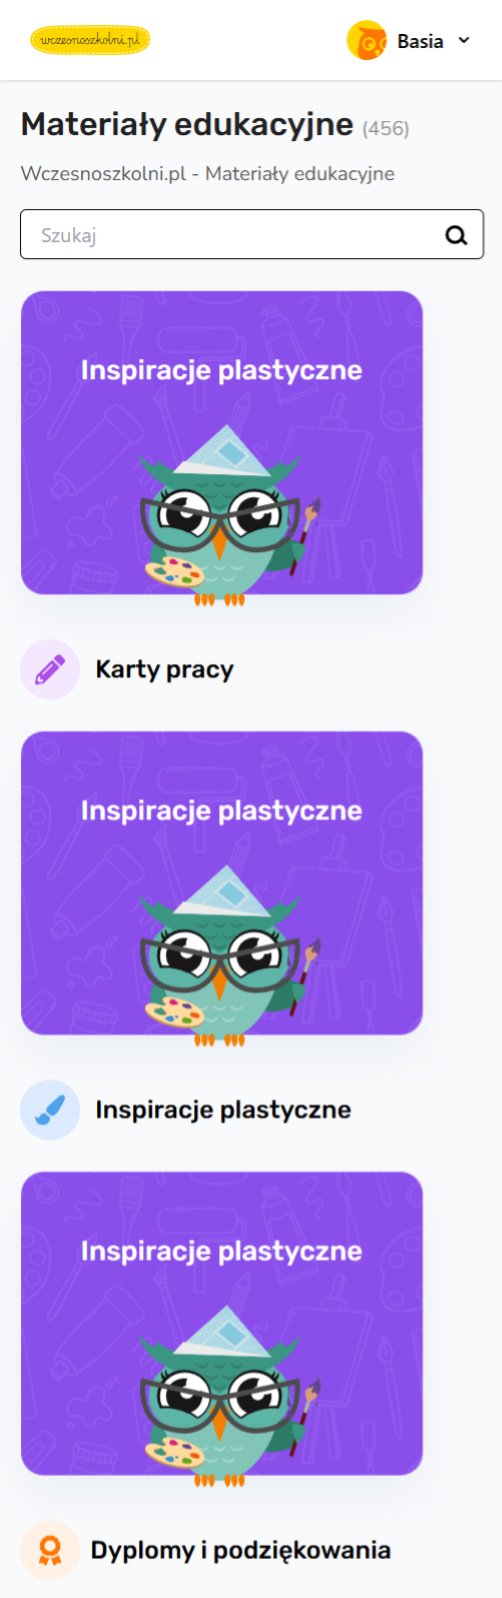 wczesnoszkolni.pl
Basia
Materiały edukacyjne (456)
Wczesnoszkolni.pl - Materiały edukacyjne
Szukaj
Inspiracje plastyczne
Karty pracy
Inspiracje plastyczne
Inspiracje plastyczne
Inspiracje plastyczne
Dyplomy i podziękowania